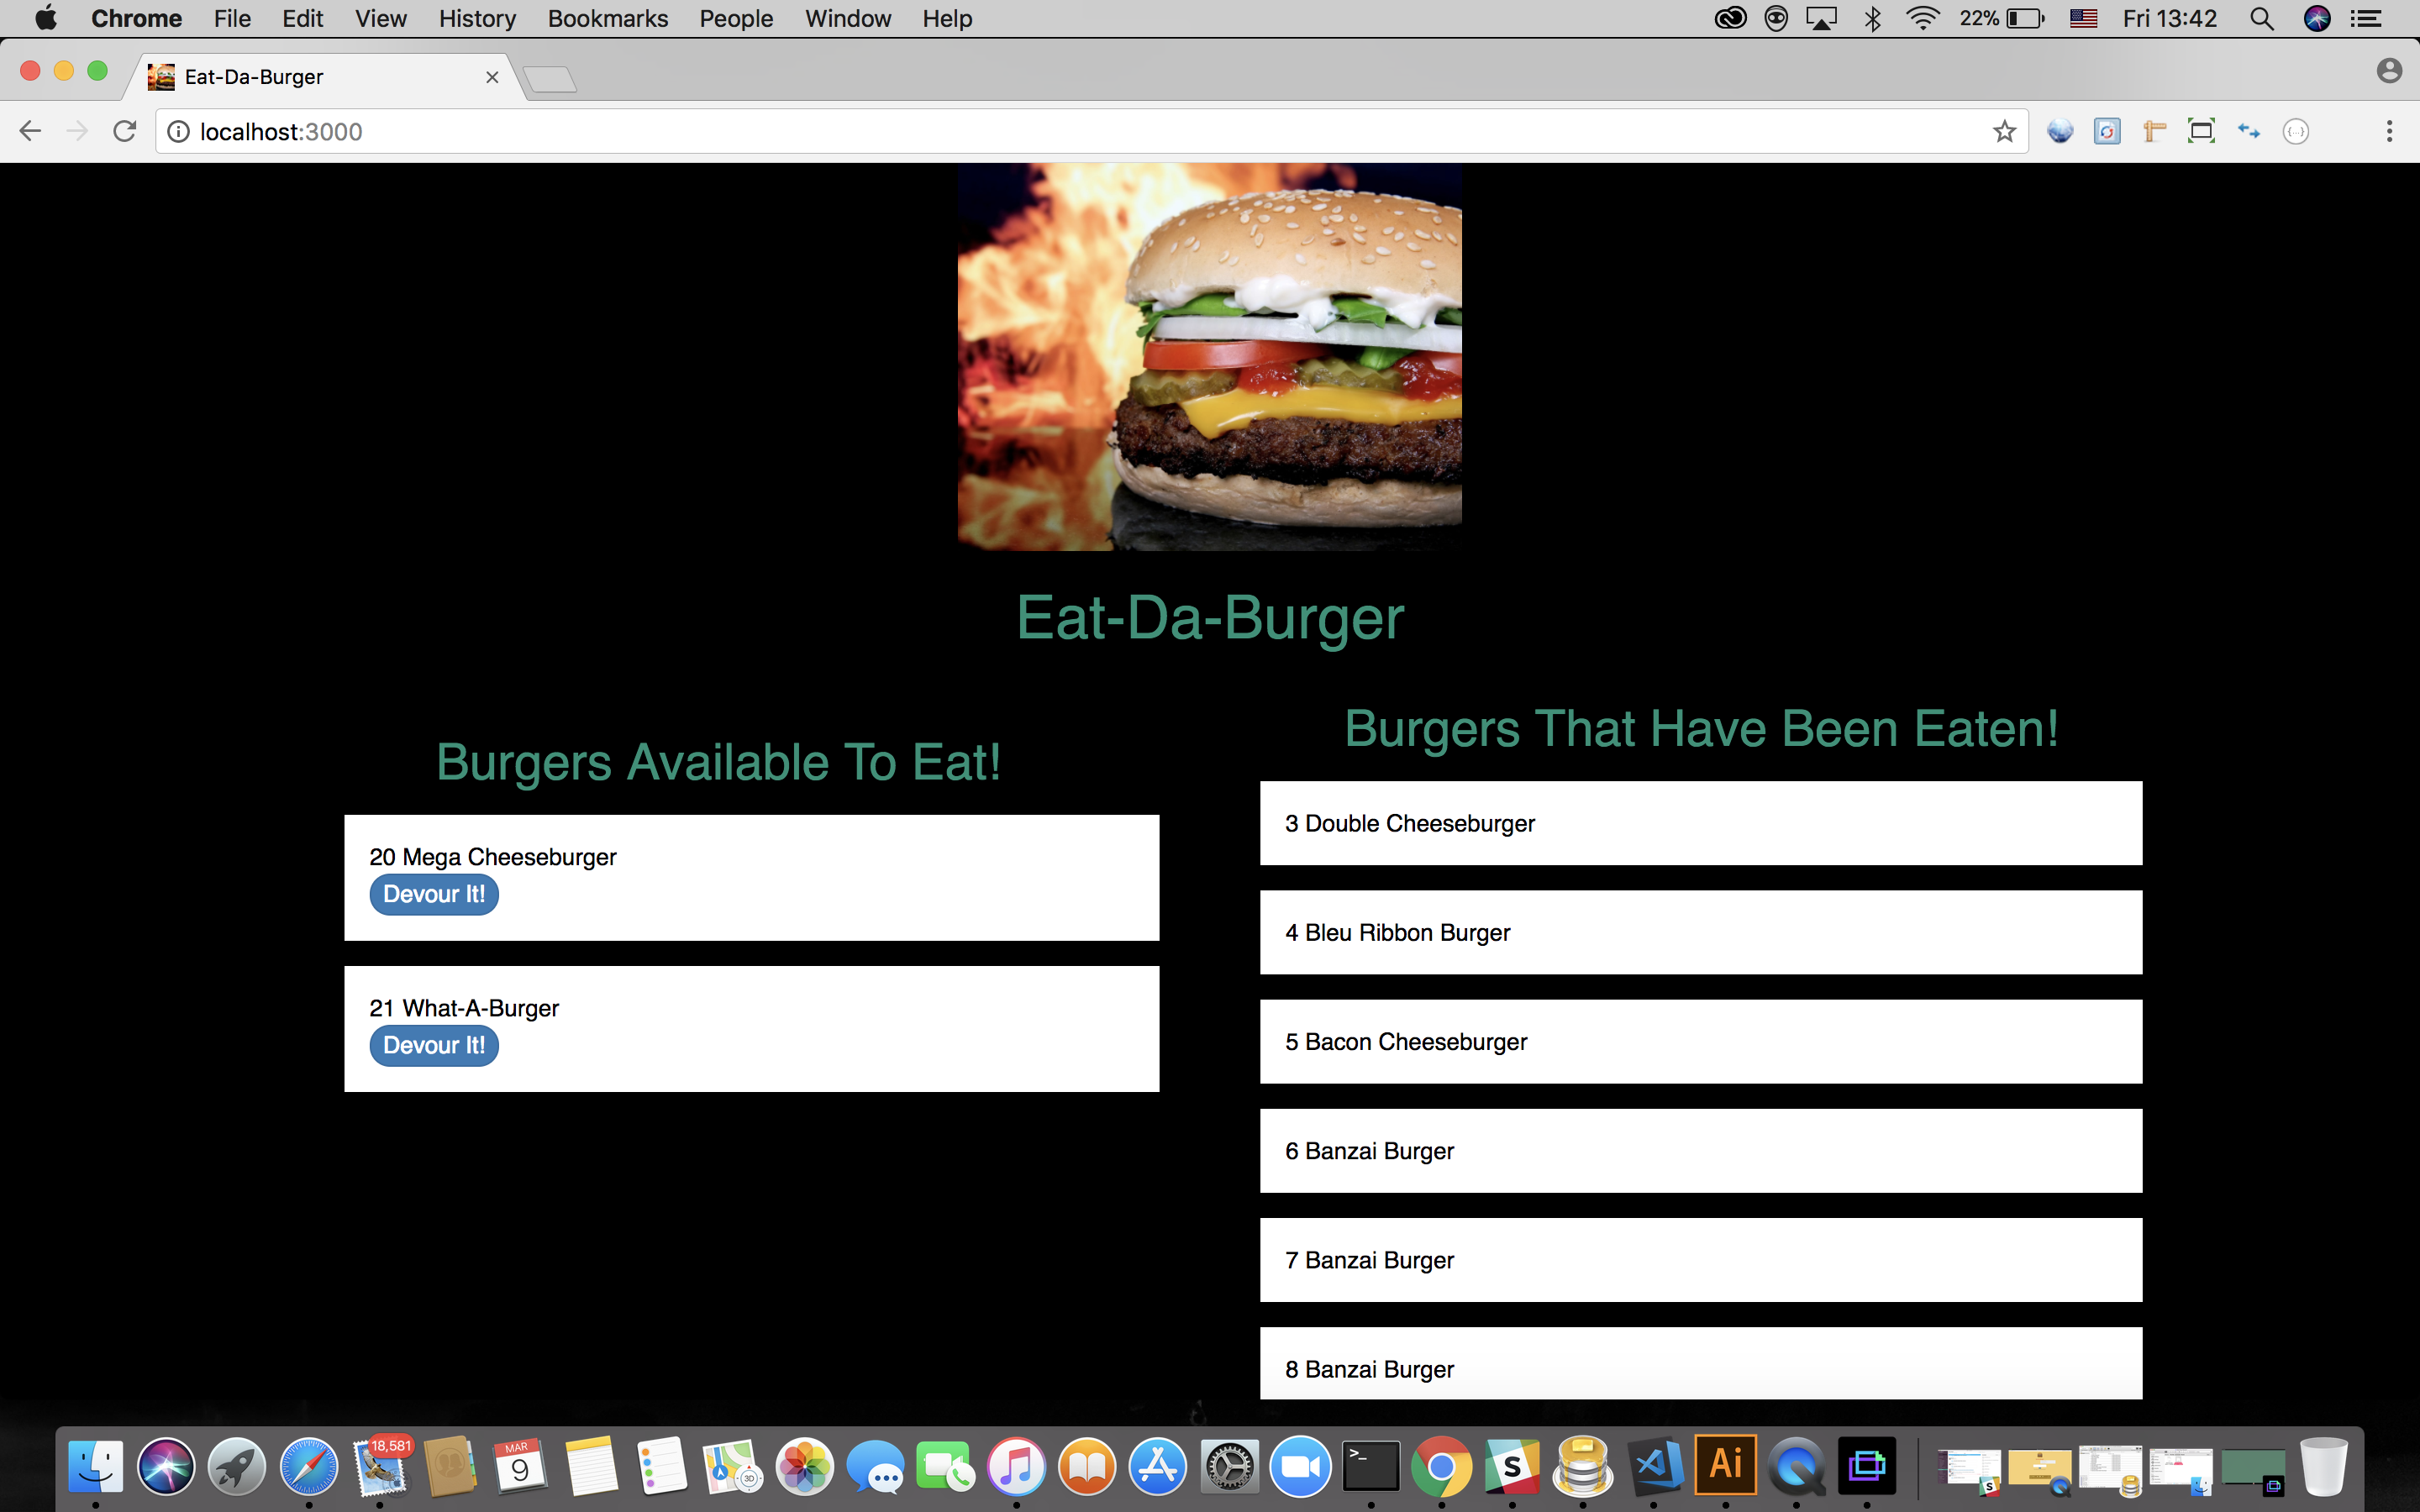 Chrome File Edit View History Bookmarks People Window Help 22% Fri 13:42
Eat-Da-Burger
localhost:3000
Eat-Da-Burger
Burgers Available To Eat!
20 Mega Cheeseburger
Devour It!
21 What-A-Burger
Devour It!
Burgers That Have Been Eaten!
3 Double Cheeseburger
4 Bleu Ribbon Burger
5 Bacon Cheeseburger
6 Banzai Burger
7 Banzai Burger
8 Banzai Burger
18,581
MAR
9
3D
>_
S
Ai